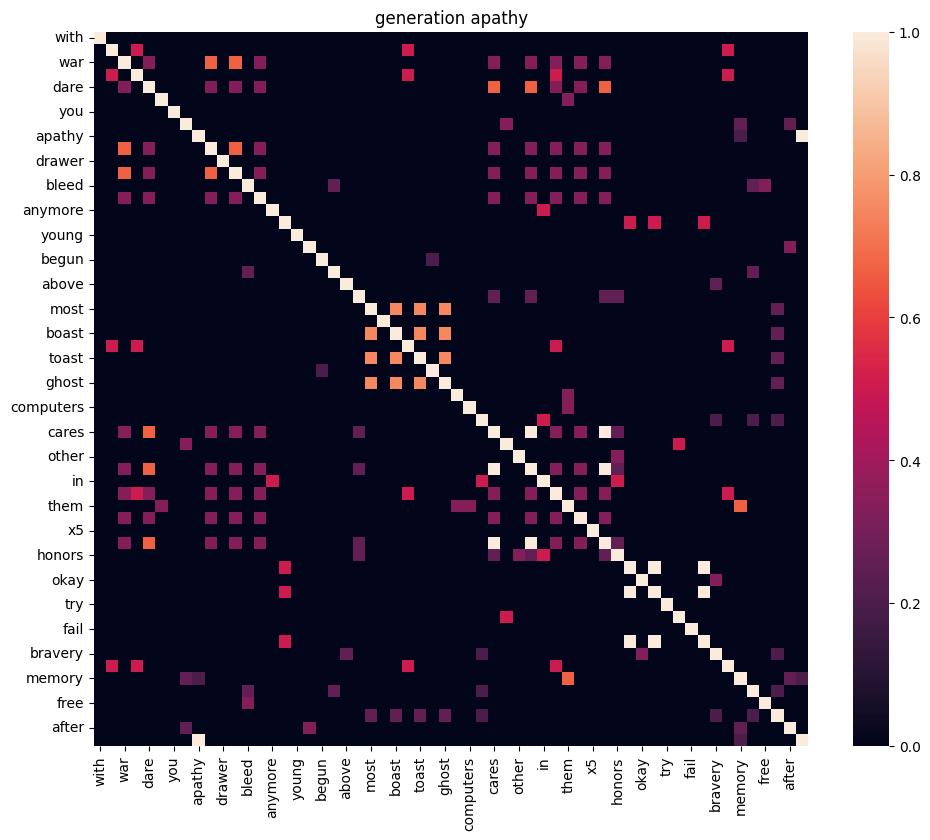 generation apathy
with
war
dare
you
apathy
drawer
bleed
anymore
young
begun
above
most
boast
toast
ghost
computers
cares
other
in
them
x5
honors
okay
try
fail
bravery
memory
free
after
with
war
dare
you
apathy
drawer
bleed
anymore
young
begun
above
most
boast
toast
ghost
computers
cares
other
in
them
x5
honors
okay
try
fail
bravery
memory
free
after
1.0
0.8
0.6
0.4
0.2
0.0